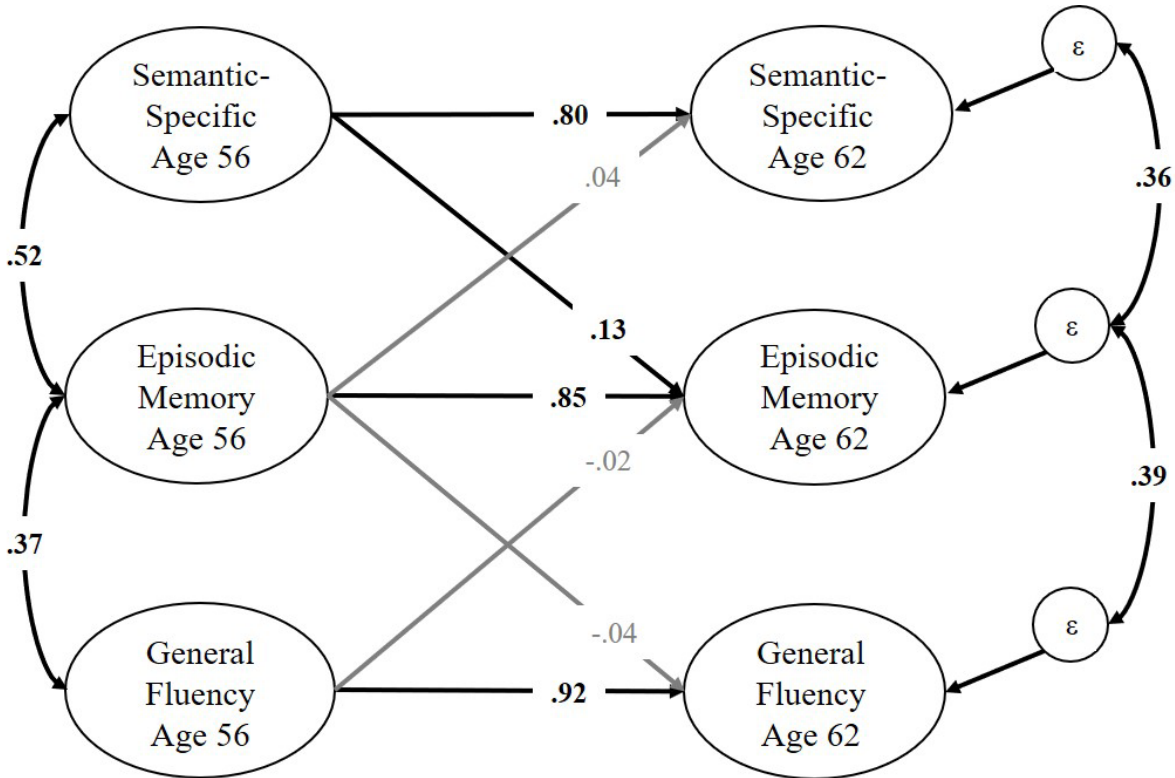 Semantic-
Specific
Age 56
.80
Semantic-
Specific
Age 62
ε
.04
.36
.52
.13
Episodic
Memory
Age 56
.85
Episodic
Memory
Age 62
ε
-.02
.39
.37
-.04
General
Fluency
Age 56
.92
General
Fluency
Age 62
ε